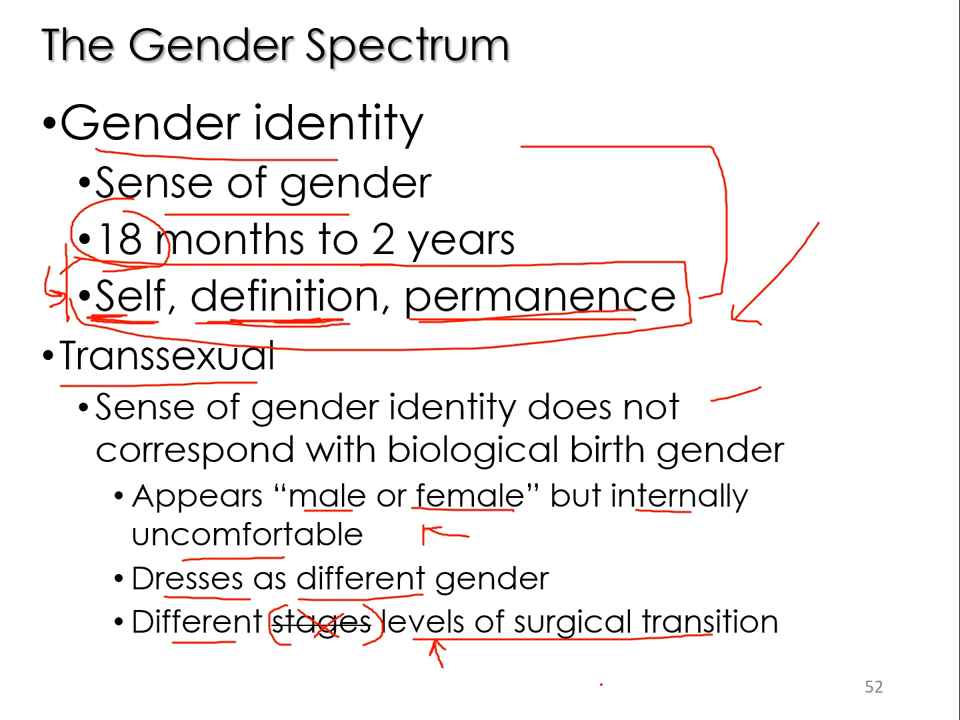 The Gender Spectrum
•Gender identity
•Sense of gender
•18 months to 2 years
•Self, definition, permanence
•Transsexual
•Sense of gender identity does not
correspond with biological birth gender
•Appears “male or female” but internally
uncomfortable
•Dresses as different gender
•Different stages levels of surgical transition
52